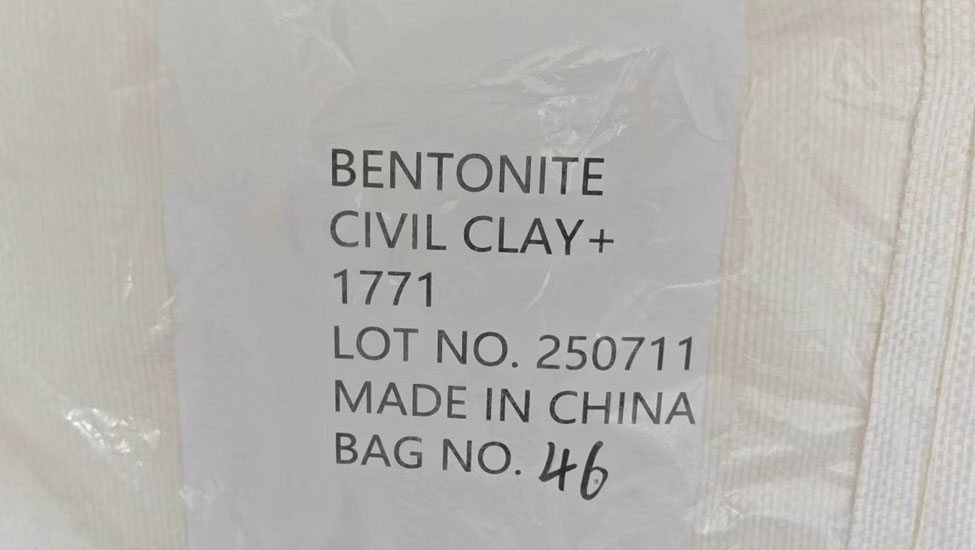 BENTONITE
CIVIL CLAY+
1771
LOT NO. 250711
MADE IN CHINA
BAG NO. 46